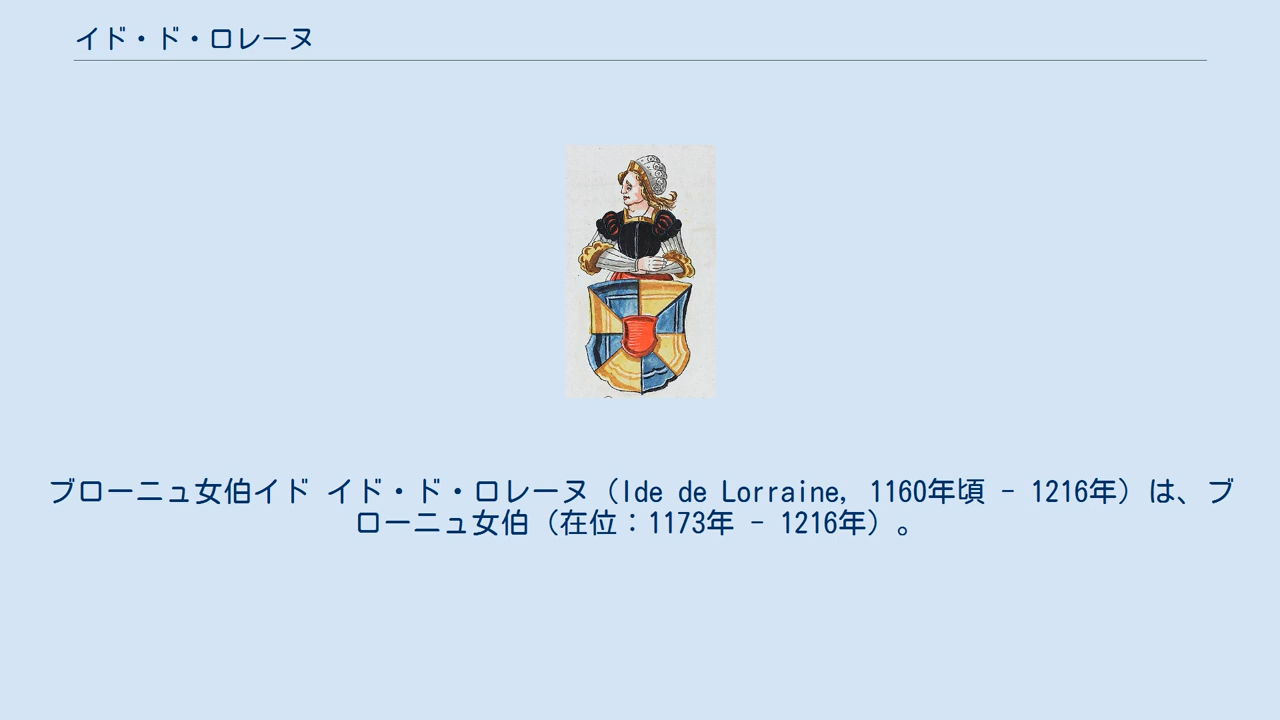 イド・ド・ロレーヌ
ブローニュ女伯イド イド・ド・ロレーヌ（Ide de Lorraine, 1160年頃 - 1216年）は、ブ
ローニュ女伯（在位：1173年 - 1216年）。